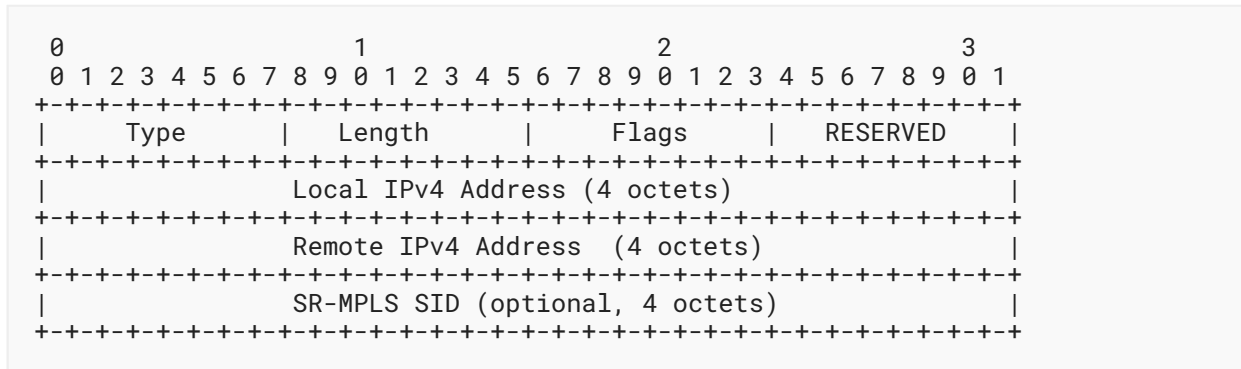 0                   1                   2                   3
 0 1 2 3 4 5 6 7 8 9 0 1 2 3 4 5 6 7 8 9 0 1 2 3 4 5 6 7 8 9 0 1
+-+-+-+-+-+-+-+-+-+-+-+-+-+-+-+-+-+-+-+-+-+-+-+-+-+-+-+-+-+-+-+-+
|     Type      |   Length      |     Flags     |   RESERVED    |
+-+-+-+-+-+-+-+-+-+-+-+-+-+-+-+-+-+-+-+-+-+-+-+-+-+-+-+-+-+-+-+-+
|                Local IPv4 Address (4 octets)                  |
+-+-+-+-+-+-+-+-+-+-+-+-+-+-+-+-+-+-+-+-+-+-+-+-+-+-+-+-+-+-+-+-+
|                Remote IPv4 Address  (4 octets)                |
+-+-+-+-+-+-+-+-+-+-+-+-+-+-+-+-+-+-+-+-+-+-+-+-+-+-+-+-+-+-+-+-+
|                SR-MPLS SID (optional, 4 octets)               |
+-+-+-+-+-+-+-+-+-+-+-+-+-+-+-+-+-+-+-+-+-+-+-+-+-+-+-+-+-+-+-+-+